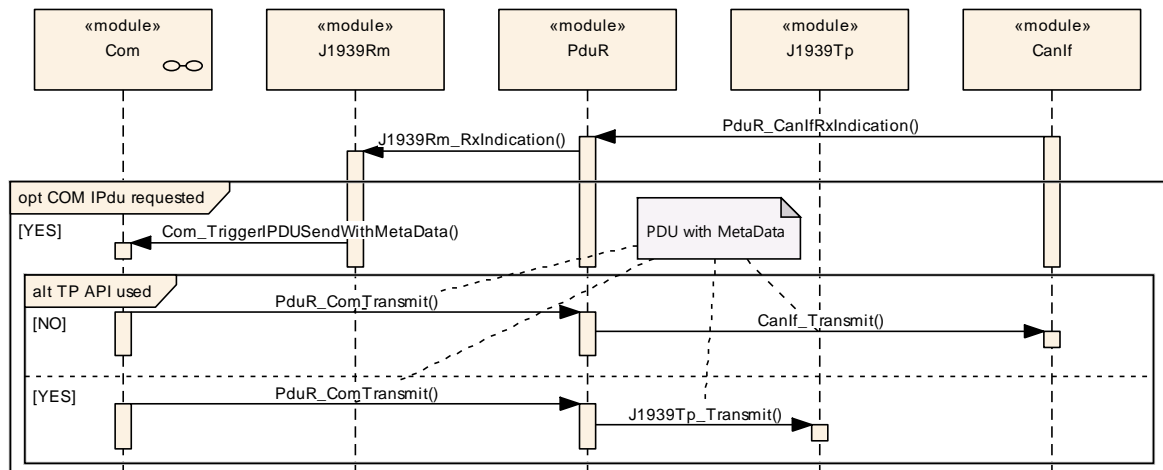 «module»
Com
«module»
J1939Rm
«module»
PduR
«module»
J1939Tp
«module»
CanIf
PduR_CanIfRxIndication()
J1939Rm_RxIndication()
opt COM IPdu requested
[YES]
Com_TriggerIPDUSendWithMetaData()
PDU with MetaData
alt TP API used
[NO]
PduR_ComTransmit()
CanIf_Transmit()
[YES]
PduR_ComTransmit()
J1939Tp_Transmit()